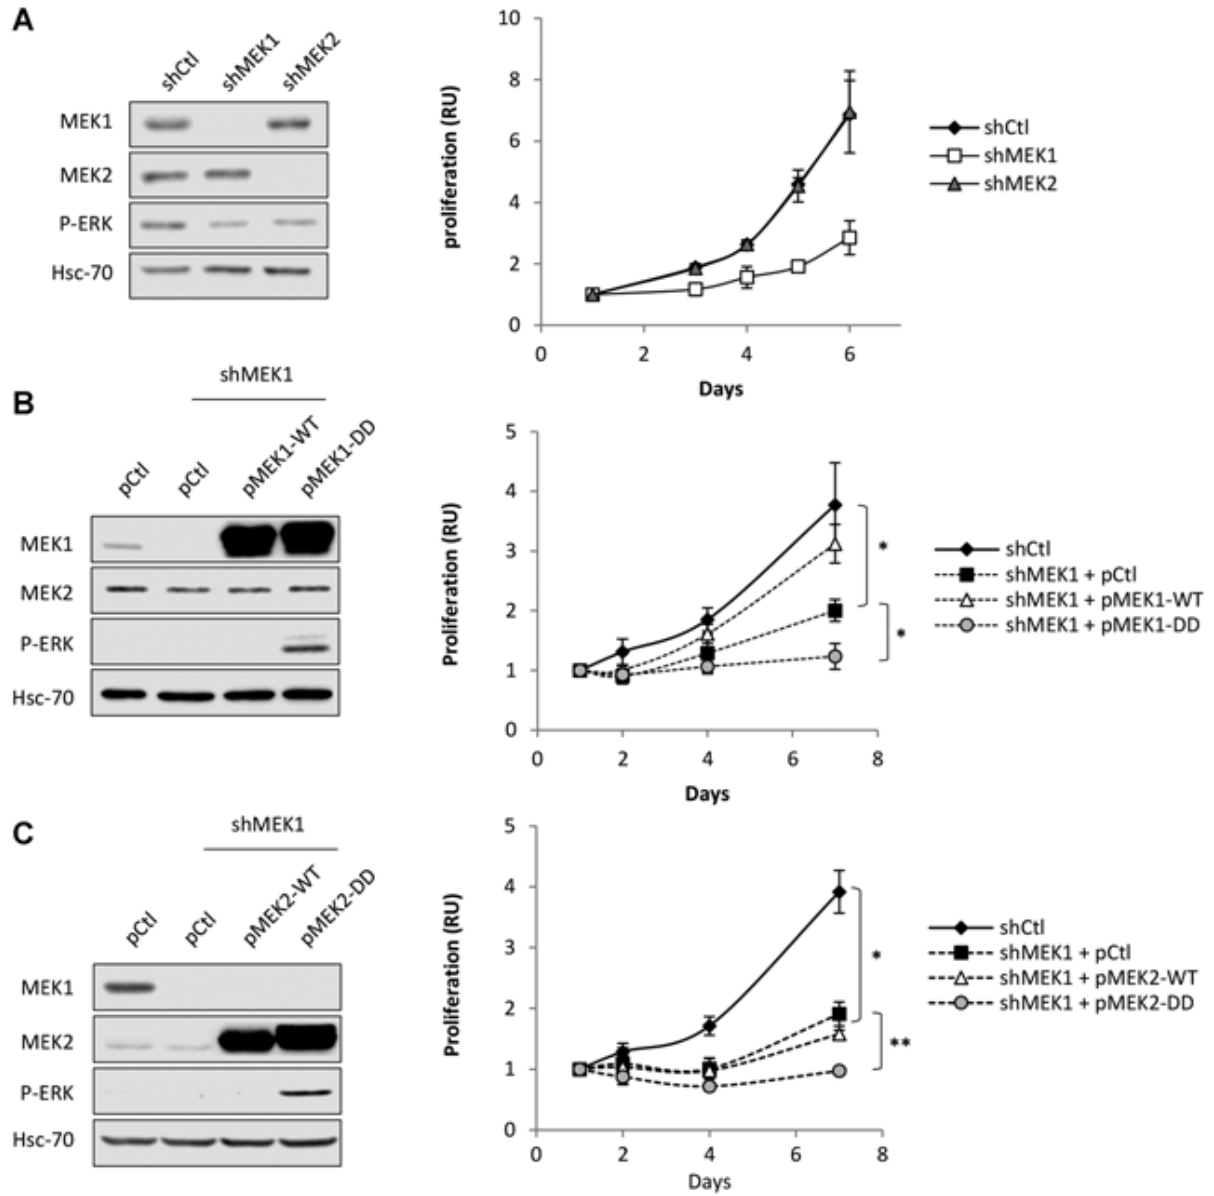 A
shCtl
shMEK1
shMEK2
MEK1
MEK2
P-ERK
Hsc-70
proliferation (RU)
10
8
6
4
2
0
0 2 4 6
Days
shCtl
shMEK1
shMEK2
B
shMEK1
pCtl
pCtl
pMEK1-WT
pMEK1-DD
MEK1
MEK2
P-ERK
Hsc-70
Proliferation (RU)
5
4
3
2
1
0
0 2 4 6 8
Days
*
*
shCtl
shMEK1 + pCtl
shMEK1 + pMEK1-WT
shMEK1 + pMEK1-DD
C
shMEK1
pCtl
pCtl
pMEK2-WT
pMEK2-DD
MEK1
MEK2
P-ERK
Hsc-70
Proliferation (RU)
5
4
3
2
1
0
0 2 4 6 8
Days
*
**
shCtl
shMEK1 + pCtl
shMEK1 + pMEK2-WT
shMEK1 + pMEK2-DD